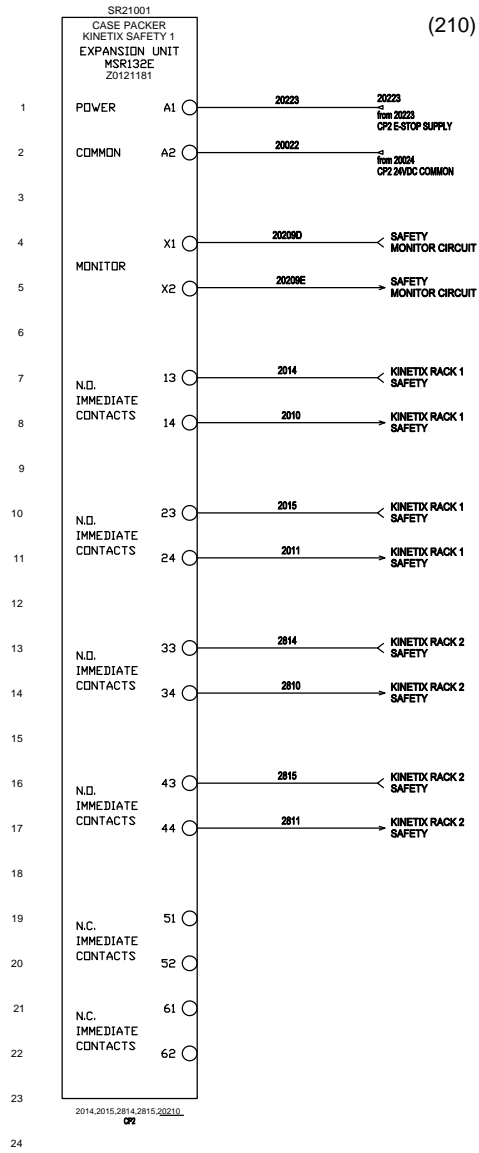 SR21001
(210)
CASE PACKER
KINETIX SAFETY 1
EXPANSION UNIT
MSR132E
Z0121181
1 POWER A1 20223 20223
from 20223
CP2 E-STOP SUPPLY
2 COMMON A2 20022
from 20024
CP2 24VDC COMMON
3
4 X1 20209D SAFETY
MONITOR CIRCUIT
MONITOR
5 X2 20209E SAFETY
MONITOR CIRCUIT
6
7 13 2014 KINETIX RACK 1
SAFETY
N.O.
IMMEDIATE
CONTACTS
8 14 2010 KINETIX RACK 1
SAFETY
9
10 23 2015 KINETIX RACK 1
SAFETY
N.O.
IMMEDIATE
CONTACTS
11 24 2011 KINETIX RACK 1
SAFETY
12
13 33 2814 KINETIX RACK 2
SAFETY
N.O.
IMMEDIATE
CONTACTS
14 34 2810 KINETIX RACK 2
SAFETY
15
16 43 2815 KINETIX RACK 2
SAFETY
N.O.
IMMEDIATE
CONTACTS
17 44 2811 KINETIX RACK 2
SAFETY
18
19 51
N.C.
IMMEDIATE
CONTACTS
20 52
21 61
N.C.
IMMEDIATE
CONTACTS
22 62
23
2014,2015,2814,2815,20210
CP2
24